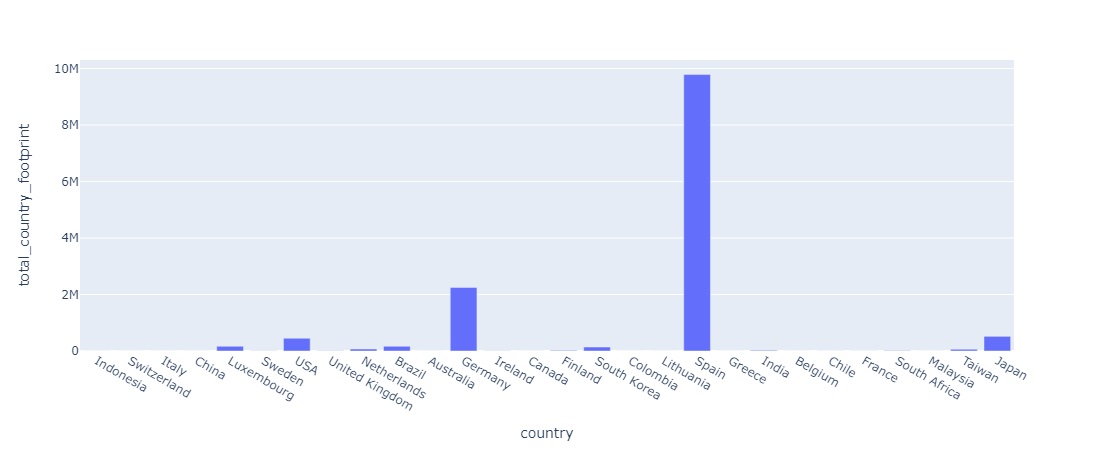 10M
8M
6M
4M
2M
0
total_country_footprint
Indonesia
Switzerland
Italy
China
Luxembourg
Sweden
USA
United Kingdom
Netherlands
Brazil
Australia
Germany
Ireland
Canada
Finland
South Korea
Colombia
Lithuania
Spain
Greece
India
Belgium
Chile
France
South Africa
Malaysia
Taiwan
Japan
country